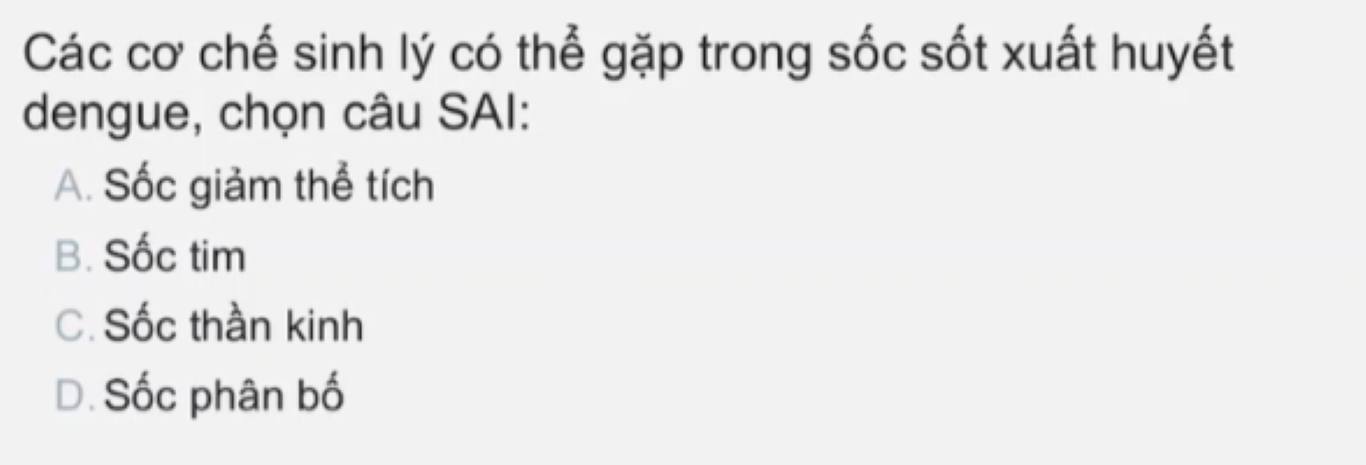 Các cơ chế sinh lý có thể gặp trong sốc sốt xuất huyết
dengue, chọn câu SAI:
A. Sốc giảm thể tích
B. Sốc tim
C. Sốc thần kinh
D. Sốc phân bố